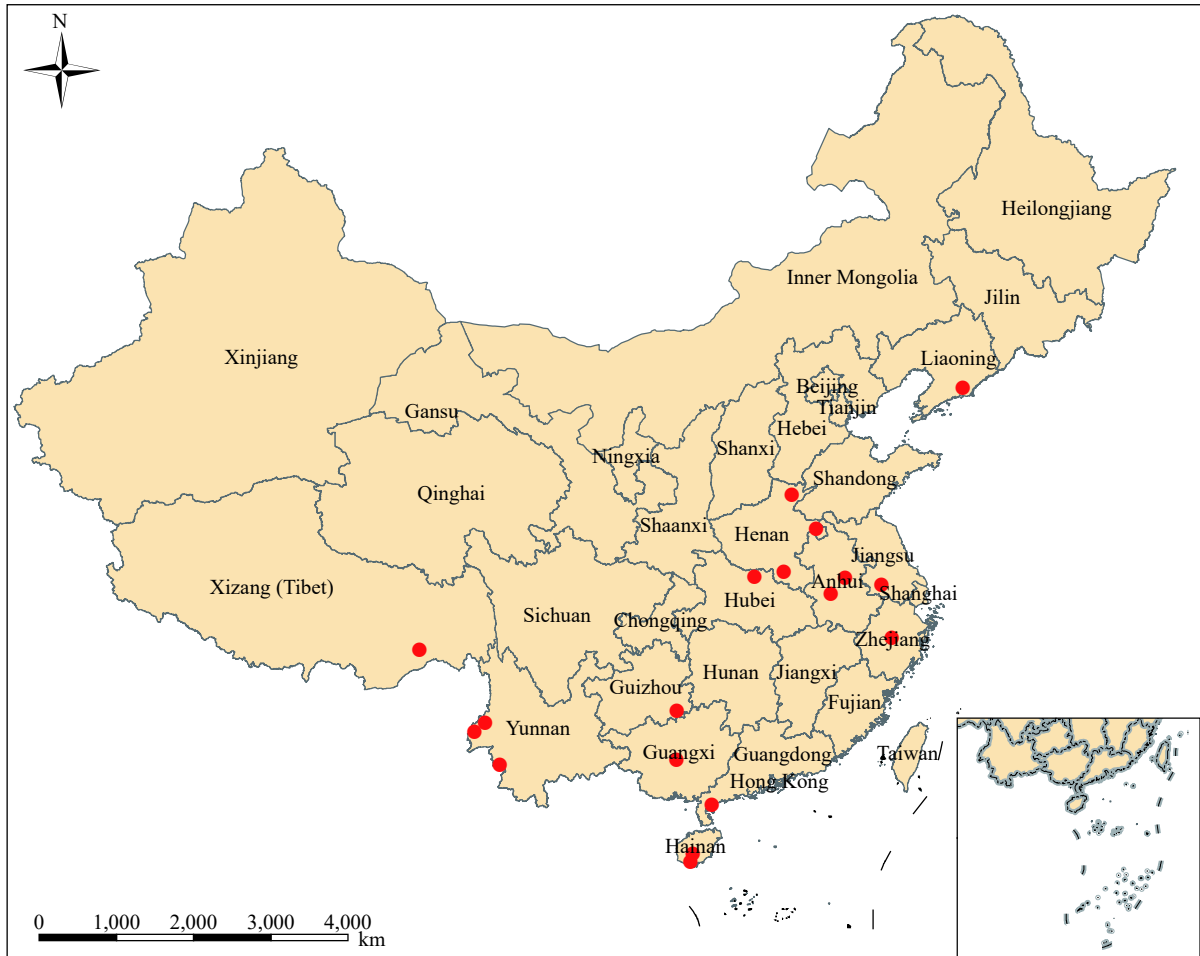 N
Heilongjiang
Inner Mongolia
Jilin
Xinjiang
Liaoning
Beijing
Tianjin
Gansu
Hebei
Shanxi
Ningxia
Shandong
Qinghai
Shaanxi
Henan
Jiangsu
Xizang (Tibet)
Anhui
Shanghai
Hubei
Sichuan
Chongqing
Zhejiang
Hunan
Jiangxi
Guizhou
Fujian
Yunnan
Guangxi
Guangdong
Taiwan
Hong Kong
Hainan
0 1,000 2,000 3,000 4,000
km